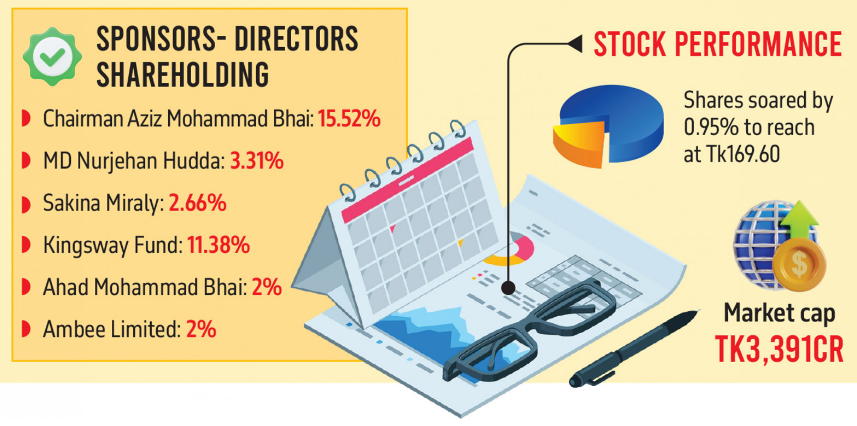 SPONSORS- DIRECTORS
SHAREHOLDING
Chairman Aziz Mohammad Bhai: 15.52%
MD Nurjehan Hudda: 3.31%
Sakina Miraly: 2.66%
Kingsway Fund: 11.38%
Ahad Mohammad Bhai: 2%
Ambee Limited: 2%
STOCK PERFORMANCE
Shares soared by
0.95% to reach
at Tk169.60
$
Market cap
TK3,391CR